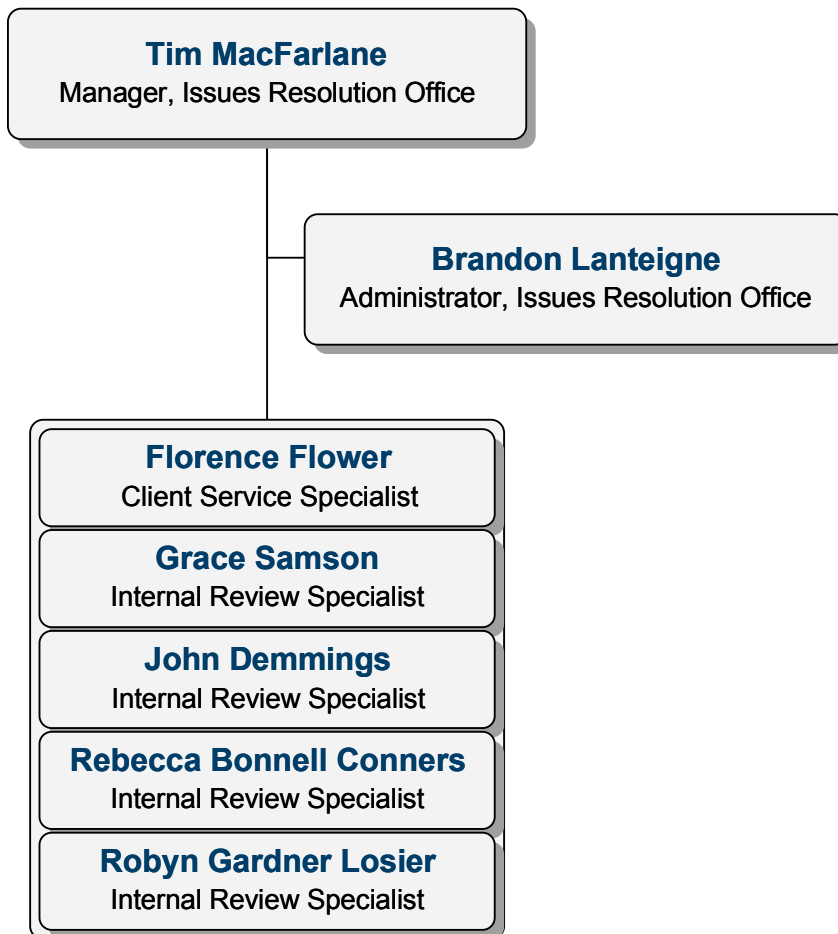 Tim MacFarlane
Manager, Issues Resolution Office
Brandon Lanteigne
Administrator, Issues Resolution Office
Florence Flower
Client Service Specialist
Grace Samson
Internal Review Specialist
John Demmings
Internal Review Specialist
Rebecca Bonnell Conners
Internal Review Specialist
Robyn Gardner Losier
Internal Review Specialist